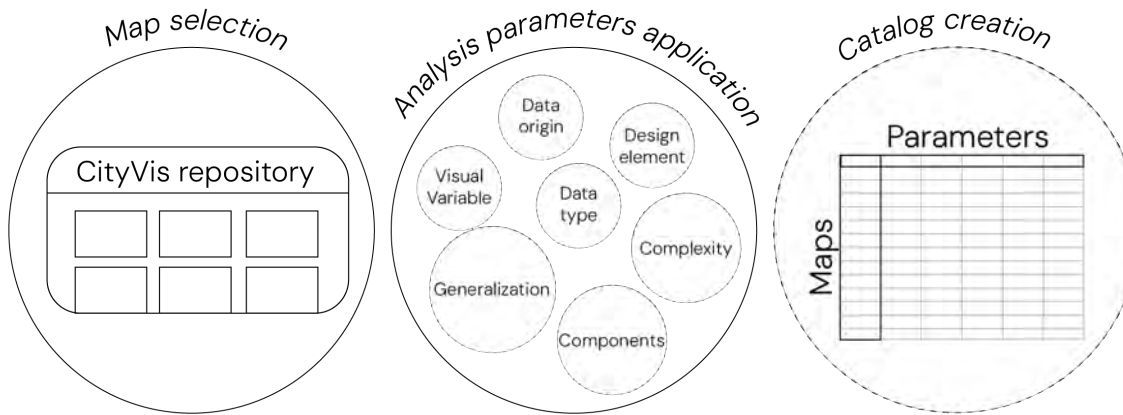 Map selection
CityVis repository
Analysis parameters application
Data
origin
Design
element
Visual
Variable
Data
type
Complexity
Generalization
Components
Catalog creation
Parameters
Maps